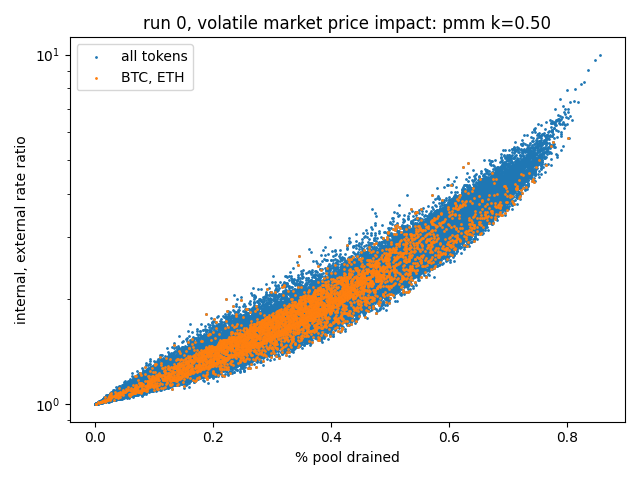 run 0, volatile market price impact: pmm k=0.50
all tokens
BTC, ETH
internal, external rate ratio
10¹
10⁰
0.0 0.2 0.4 0.6 0.8
% pool drained